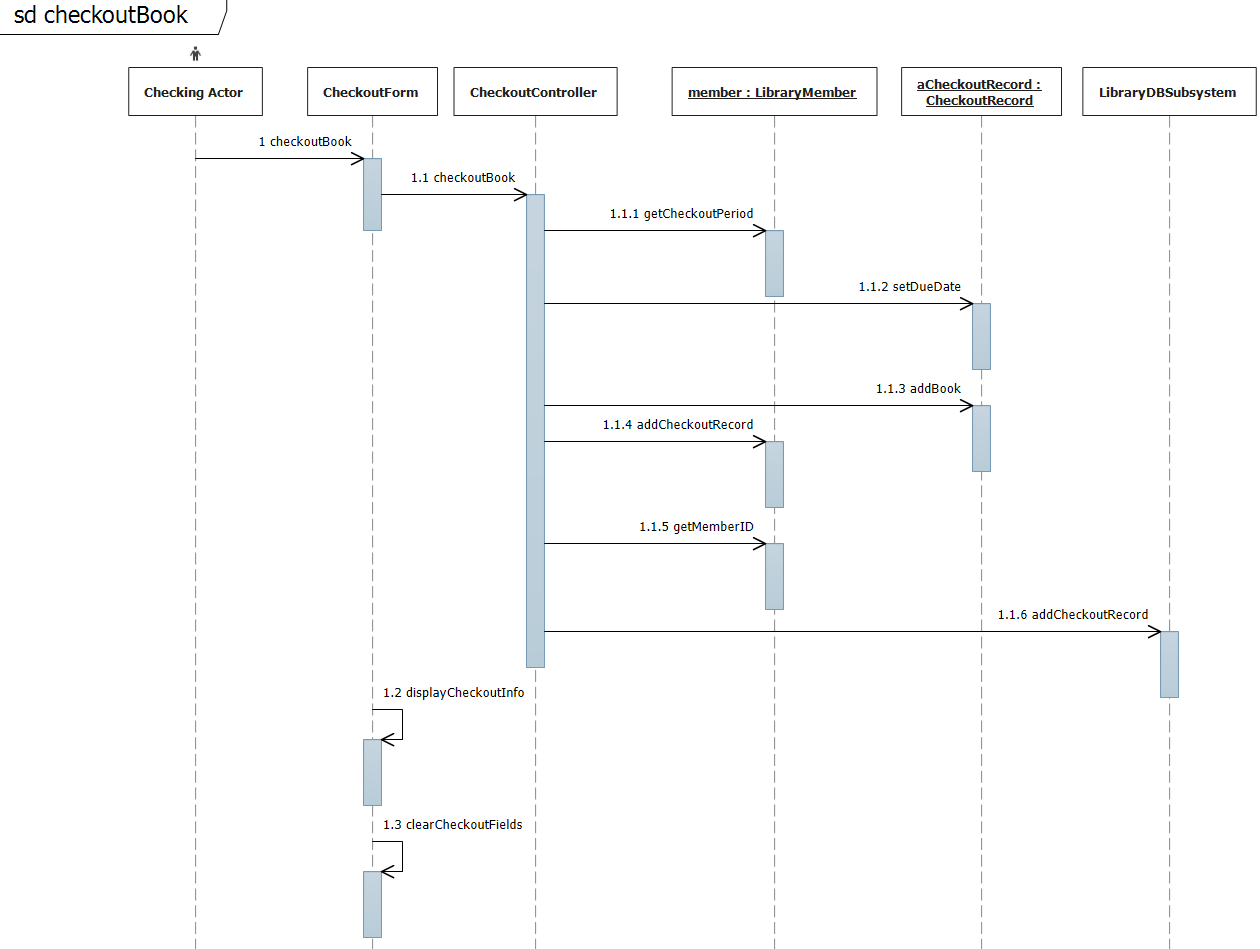 sd checkoutBook
Checking Actor
CheckoutForm
CheckoutController
member : LibraryMember
aCheckoutRecord :
CheckoutRecord
LibraryDBSubsystem
1 checkoutBook
1.1 checkoutBook
1.1.1 getCheckoutPeriod
1.1.2 setDueDate
1.1.3 addBook
1.1.4 addCheckoutRecord
1.1.5 getMemberID
1.1.6 addCheckoutRecord
1.2 displayCheckoutInfo
1.3 clearCheckoutFields